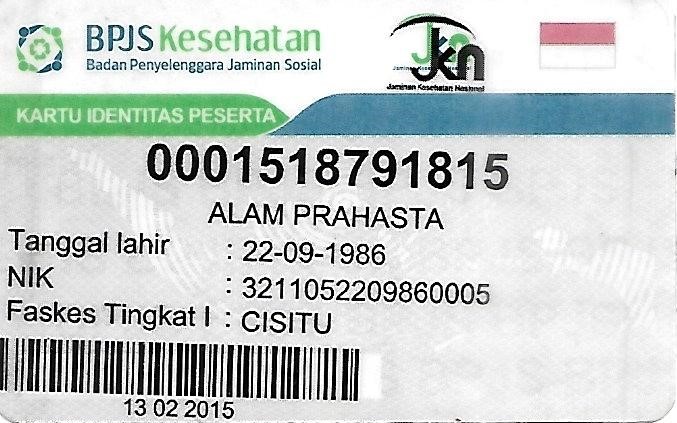 BPJS Kesehatan
Badan Penyelenggara Jaminan Sosial
Jkn
Jaminan Kesehatan Nasional
KARTU IDENTITAS PESERTA
0001518791815
ALAM PRAHASTA
Tanggal lahir : 22-09-1986
NIK : 3211052209860005
Faskes Tingkat I : CISITU
13 02 2015